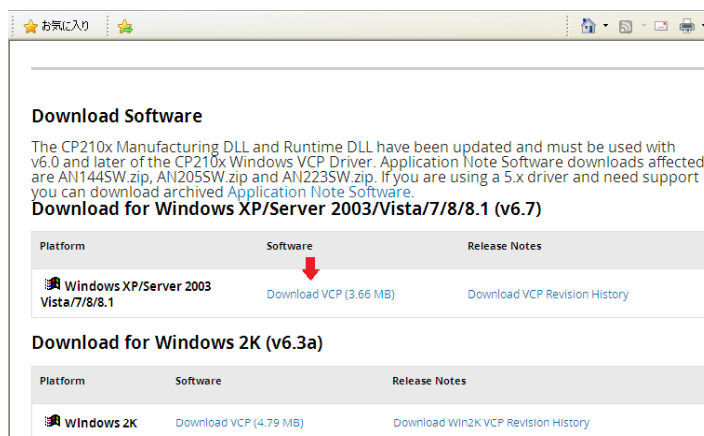 お気に入り
Download Software
The CP210x Manufacturing DLL and Runtime DLL have been updated and must be used with
v6.0 and later of the CP210x Windows VCP Driver. Application Note Software downloads affected
are AN144SW.zip, AN205SW.zip and AN223SW.zip. If you are using a 5.x driver and need support
you can download archived Application Note Software.
Download for Windows XP/Server 2003/Vista/7/8/8.1 (v6.7)
Platform Software Release Notes
Windows XP/Server 2003
Vista/7/8/8.1
Download VCP (3.66 MB) Download VCP Revision History
Download for Windows 2K (v6.3a)
Platform Software Release Notes
Windows 2K Download VCP (4.79 MB) Download Win2K VCP Revision History